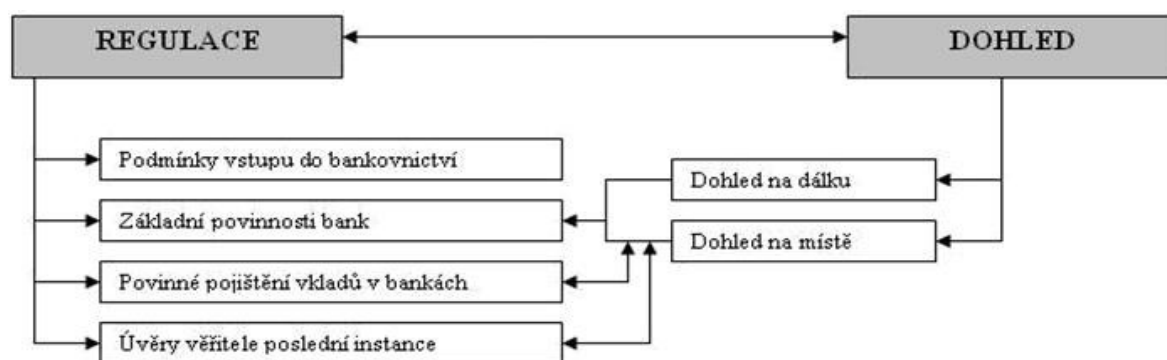 REGULACE
DOHLED
Podmínky vstupu do bankovnictví
Základní povinnosti bank
Povinné pojištění vkladů v bankách
Úvěry věřitele poslední instance
Dohled na dálku
Dohled na místě